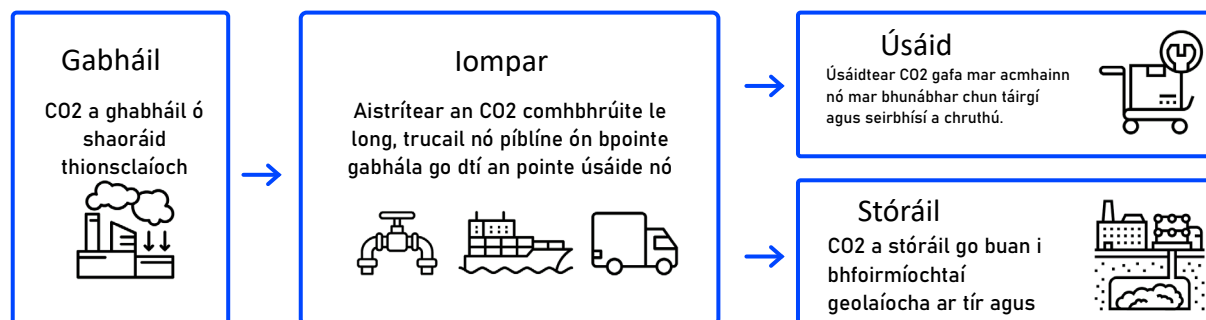 Gabháil
CO2 a ghabháil ó
shaoráid
thionsclaíoch
Iompar
Aistrítear an CO2 comhbhrúite le
long, trucail nó píblíne ón bpointe
gabhála go dtí an pointe úsáide nó
Úsáid
Úsáidtear CO2 gafa mar acmhainn
nó mar bhunábhar chun táirgí
agus seirbhísí a chruthú.
Stóráil
CO2 a stóráil go buan i
bhfoirmíochtaí
geolaíocha ar tír agus